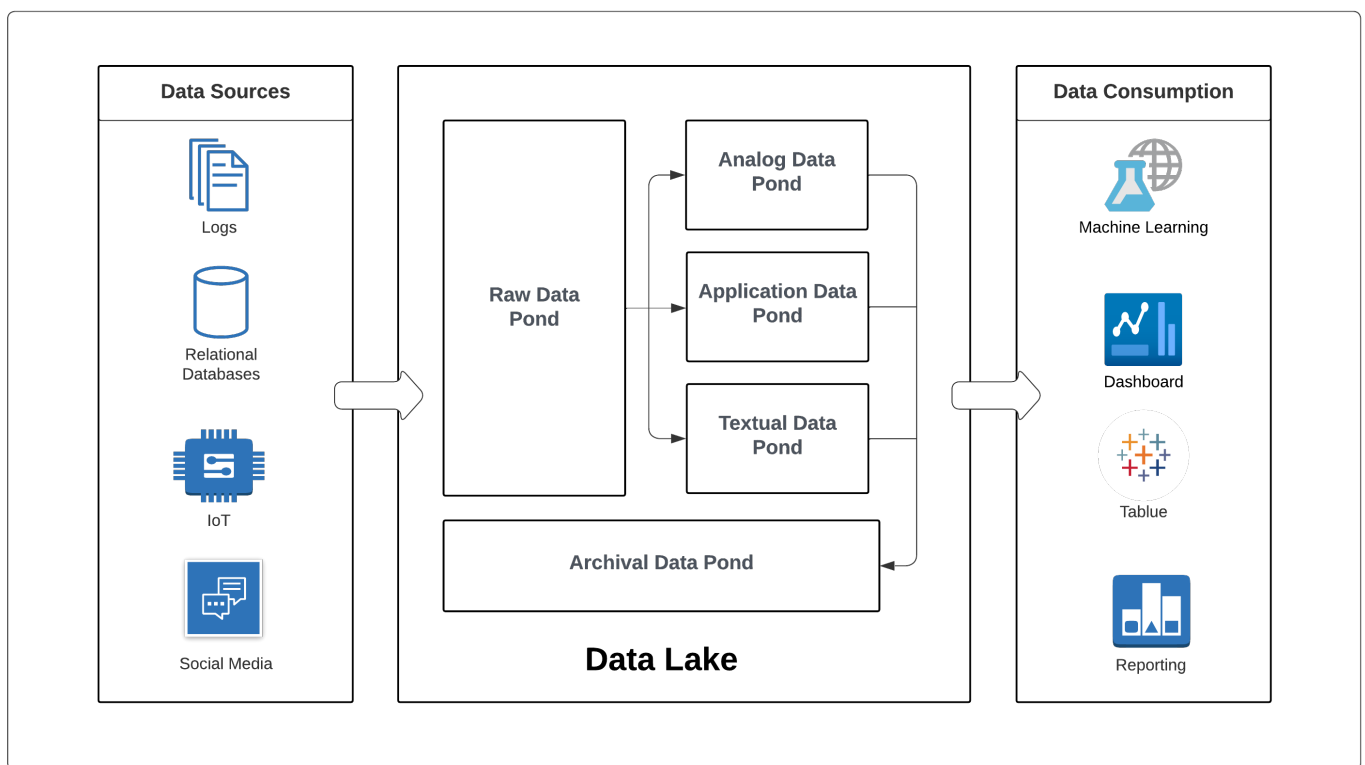 Data Sources
Logs
Relational
Databases
IoT
Social Media
Raw Data
Pond
Analog Data
Pond
Application Data
Pond
Textual Data
Pond
Archival Data Pond
Data Lake
Data Consumption
Machine Learning
Dashboard
Tablue
Reporting